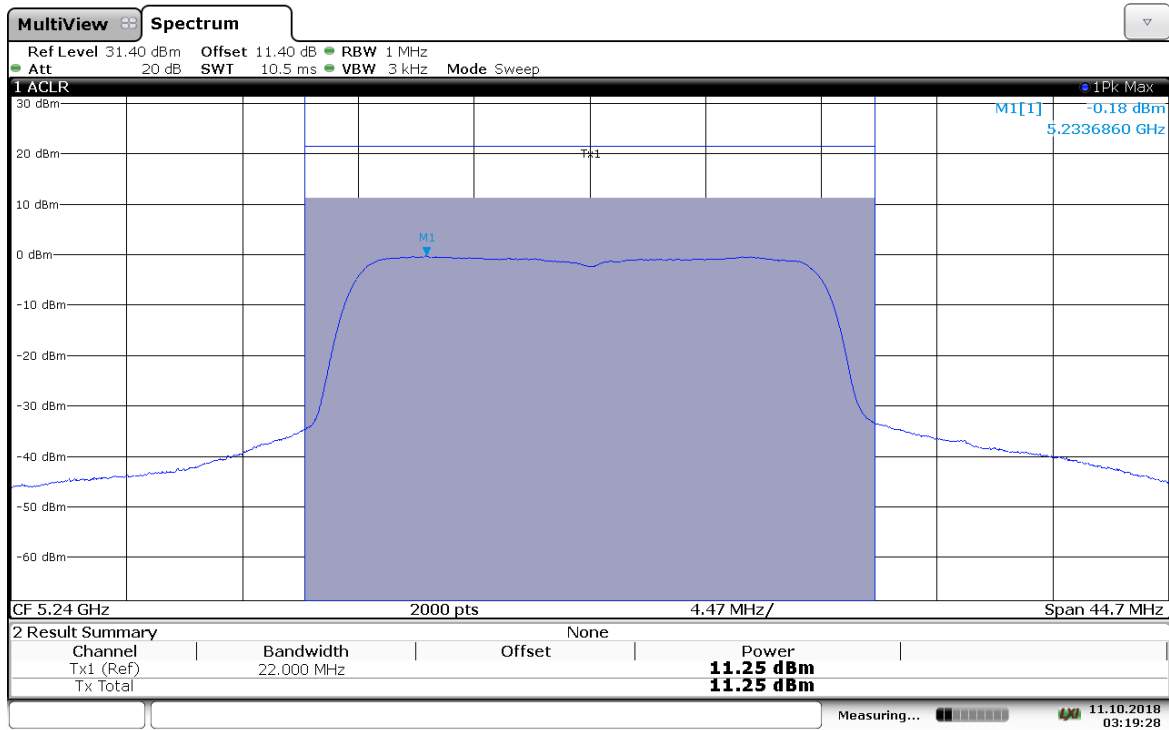 MultiView Spectrum
Ref Level 31.40 dBm Offset 11.40 dB RBW 1 MHz
Att 20 dB SWT 10.5 ms VBW 3 kHz Mode Sweep
1 ACLR 1Pk Max
30 dBm
M1[1] -0.18 dBm
5.2336860 GHz
20 dBm
Tx1
10 dBm
M1
0 dBm
-10 dBm
-20 dBm
-30 dBm
-40 dBm
-50 dBm
-60 dBm
CF 5.24 GHz 2000 pts 4.47 MHz/ Span 44.7 MHz
2 Result Summary None
Channel Bandwidth Offset Power
Tx1 (Ref) 22.000 MHz 11.25 dBm
Tx Total 11.25 dBm
Measuring... LXI 11.10.2018
03:19:28